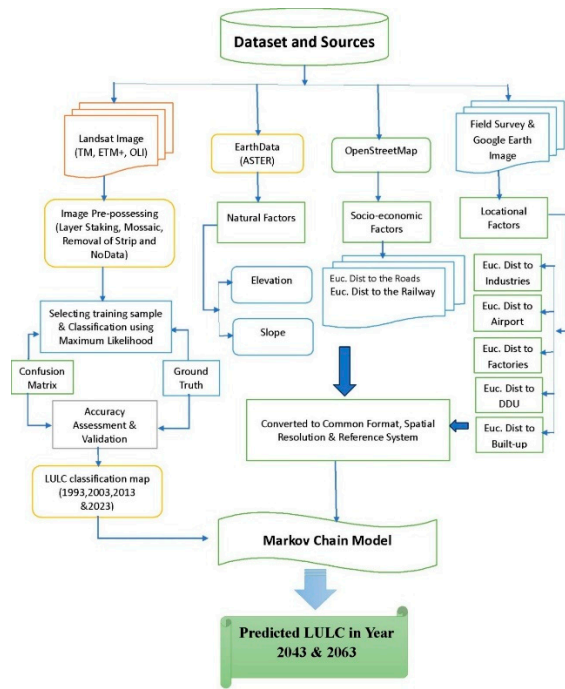 Dataset and Sources
Landsat Image
(TM, ETM+, OLI)
EarthData
(ASTER)
OpenStreetMap
Field Survey &
Google Earth
Image
Image Pre-possessing
(Layer Staking, Mossaic,
Removal of Strip and
NoData)
Natural Factors
Socio-economic
Factors
Locational
Factors
Elevation
Slope
Euc. Dist to the Roads
Euc. Dist to the Railway
Euc. Dist to
Industries
Euc. Dist to
Airport
Euc. Dist to
Factories
Euc. Dist to
DDU
Euc. Dist to
Built-up
Selecting training sample
& Classification using
Maximum Likelihood
Confusion
Matrix
Ground
Truth
Accuracy
Assessment &
Validation
Converted to Common Format, Spatial
Resolution & Reference System
LULC classification map
(1993,2003,2013
&2023)
Markov Chain Model
Predicted LULC in Year
2043 & 2063